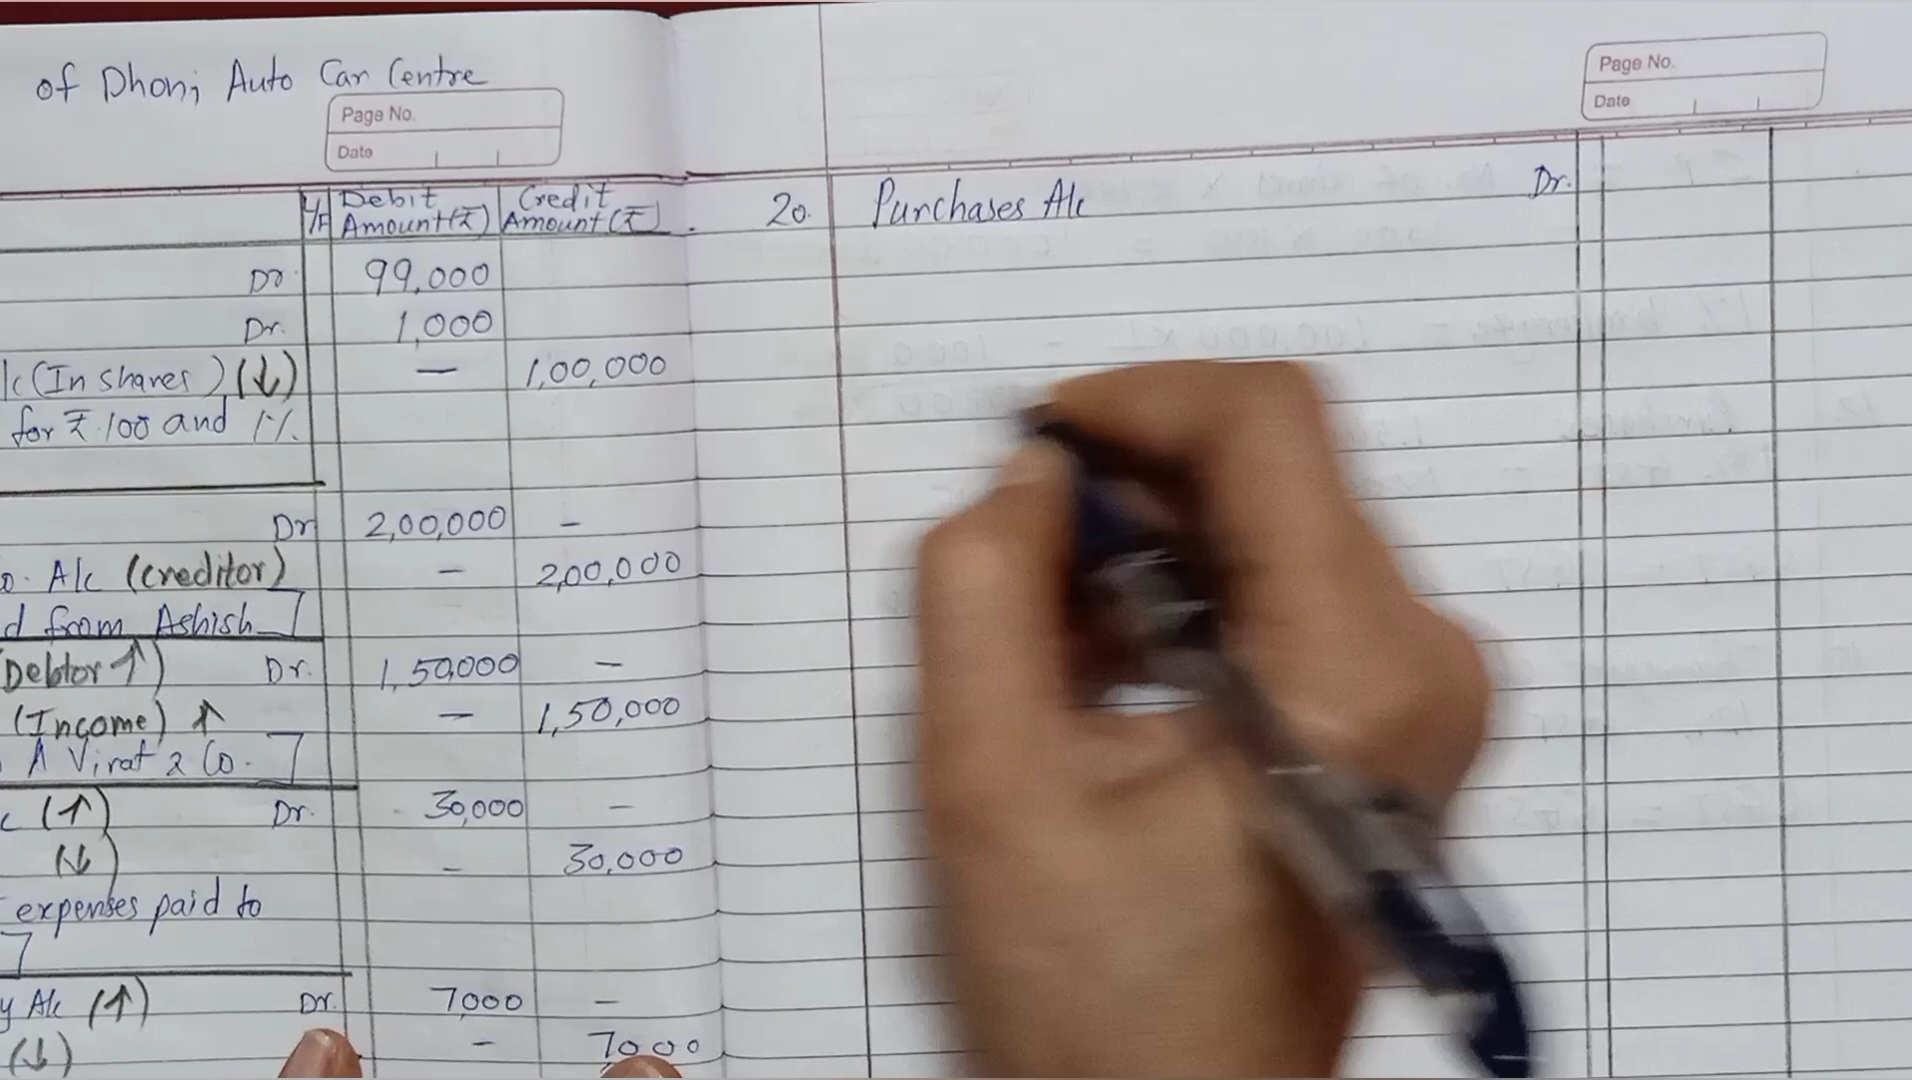 of Dhoni Auto Car Centre
Page No.
Date
L/F Debit Amount(₹) Credit Amount(₹)
Dr 99,000
Dr. 1,000
lc (In shares) (↓) — 1,00,000
for ₹.100 and 1%.
Dr 2,00,000 –
o. A/c (creditor) – 2,00,000
d from Ashish ]
Debtor ↑) Dr. 1,50,000 –
(Income) ↑ – 1,50,000
A Virat & Co. ]
c (↑) Dr. 30,000 –
(↓) – 30,000
expenses paid to
]
y A/c (↑) Dr. 7,000 –
(↓) – 7,000
Page No.
Date
20. Purchases A/c Dr.